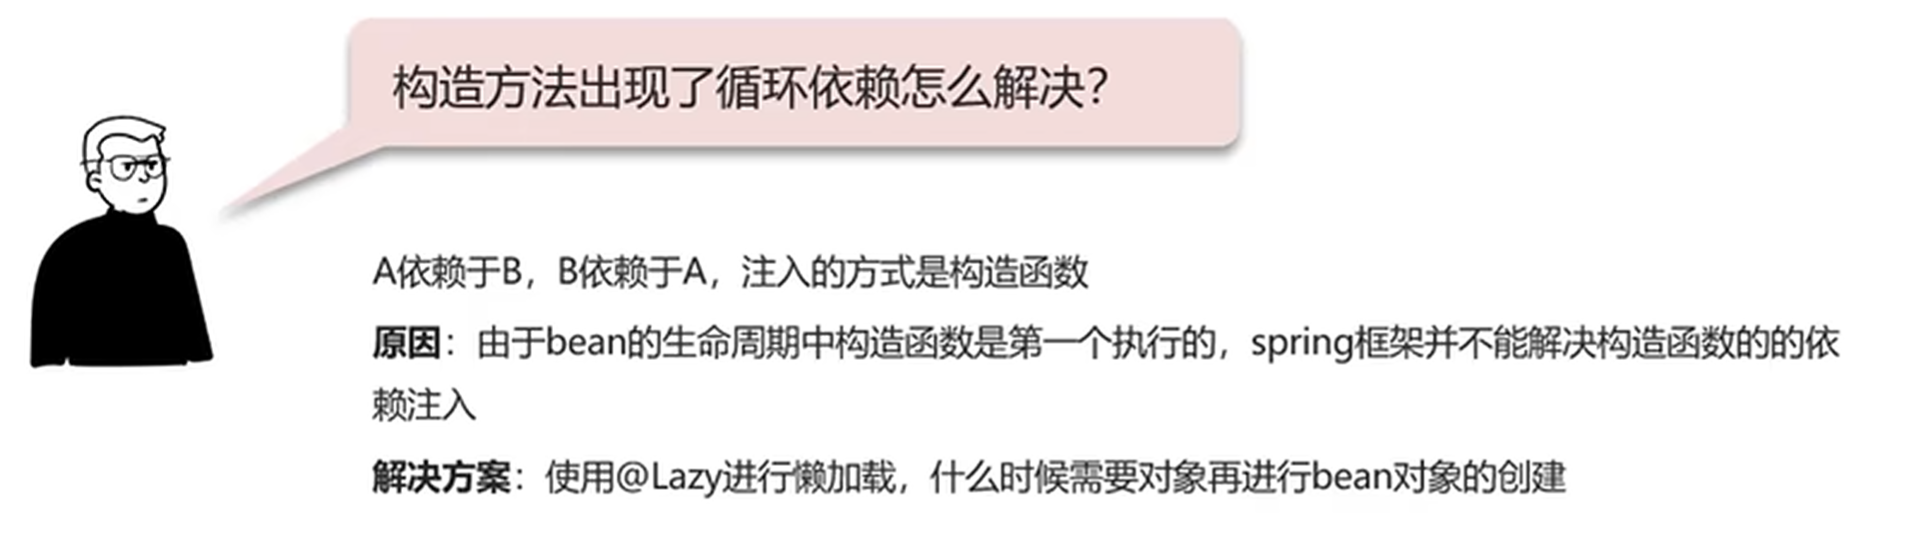 构造方法出现了循环依赖怎么解决？
A依赖于B，B依赖于A，注入的方式是构造函数
原因：由于bean的生命周期中构造函数是第一个执行的，spring框架并不能解决构造函数的的依
赖注入
解决方案：使用@Lazy进行懒加载，什么时候需要对象再进行bean对象的创建